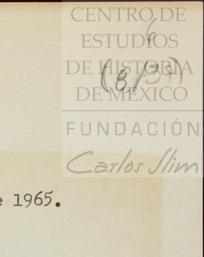 CENTRO DE
ESTUDIOS
DE HISTORIA
DE MÉXICO
FUNDACIÓN
Carlos Slim
e 1965.